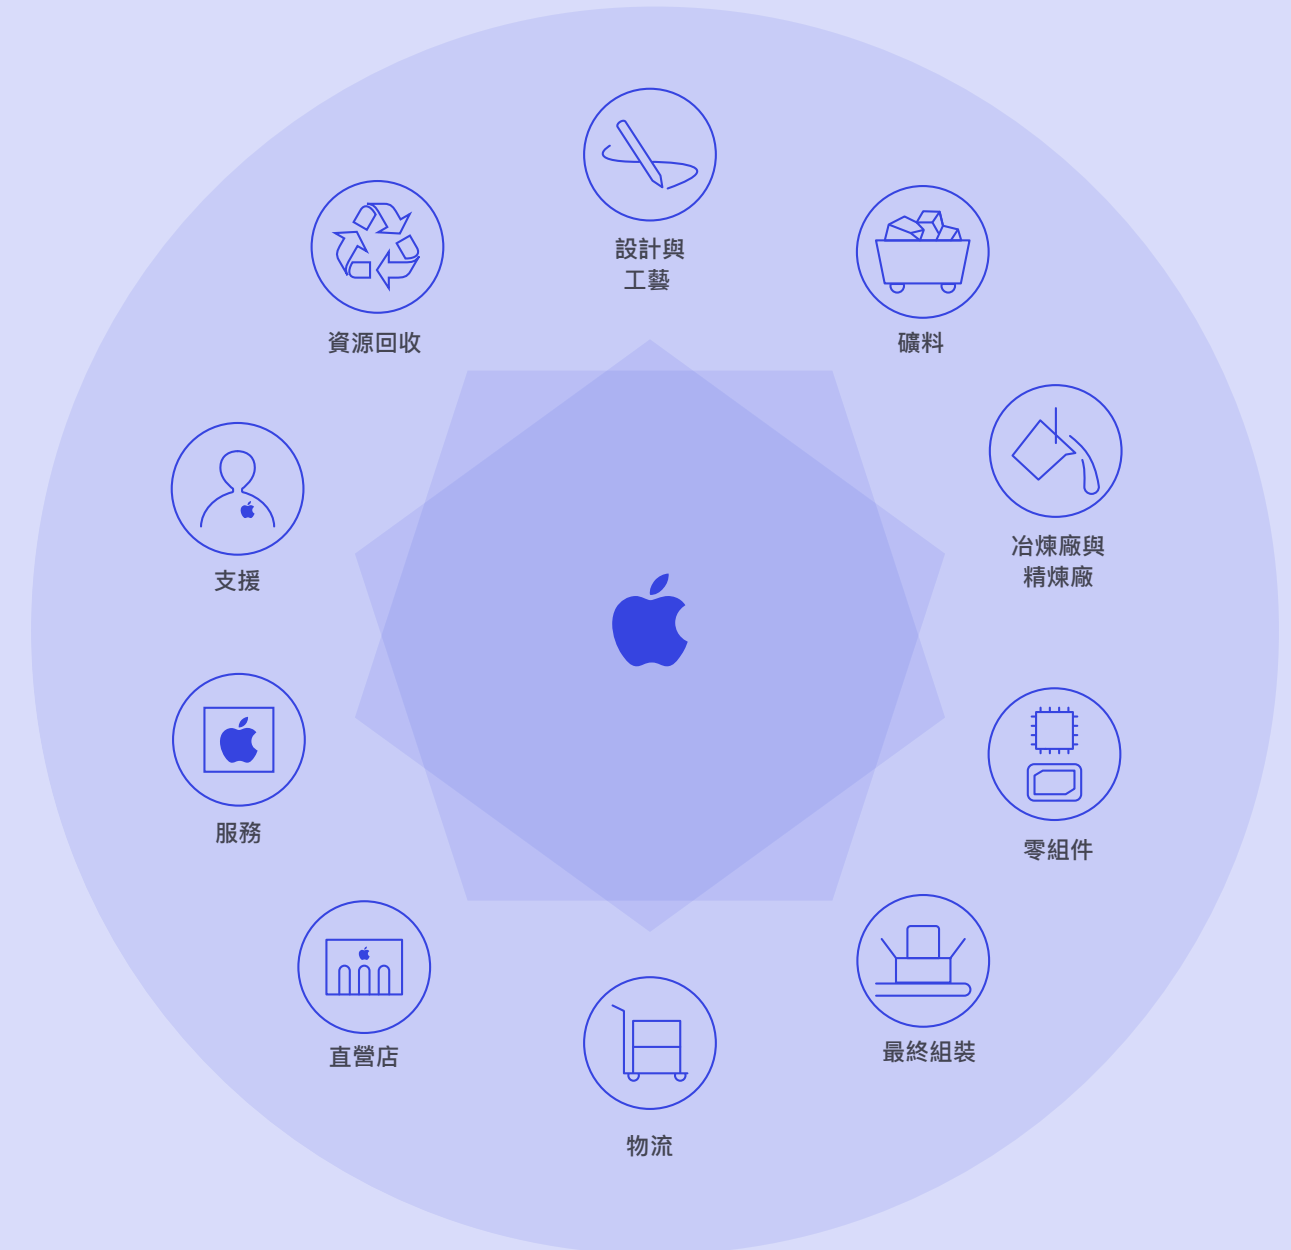 設計與
工藝
礦料
冶煉廠與
精煉廠
零組件
最終組裝
物流
直營店
服務
支援
資源回收